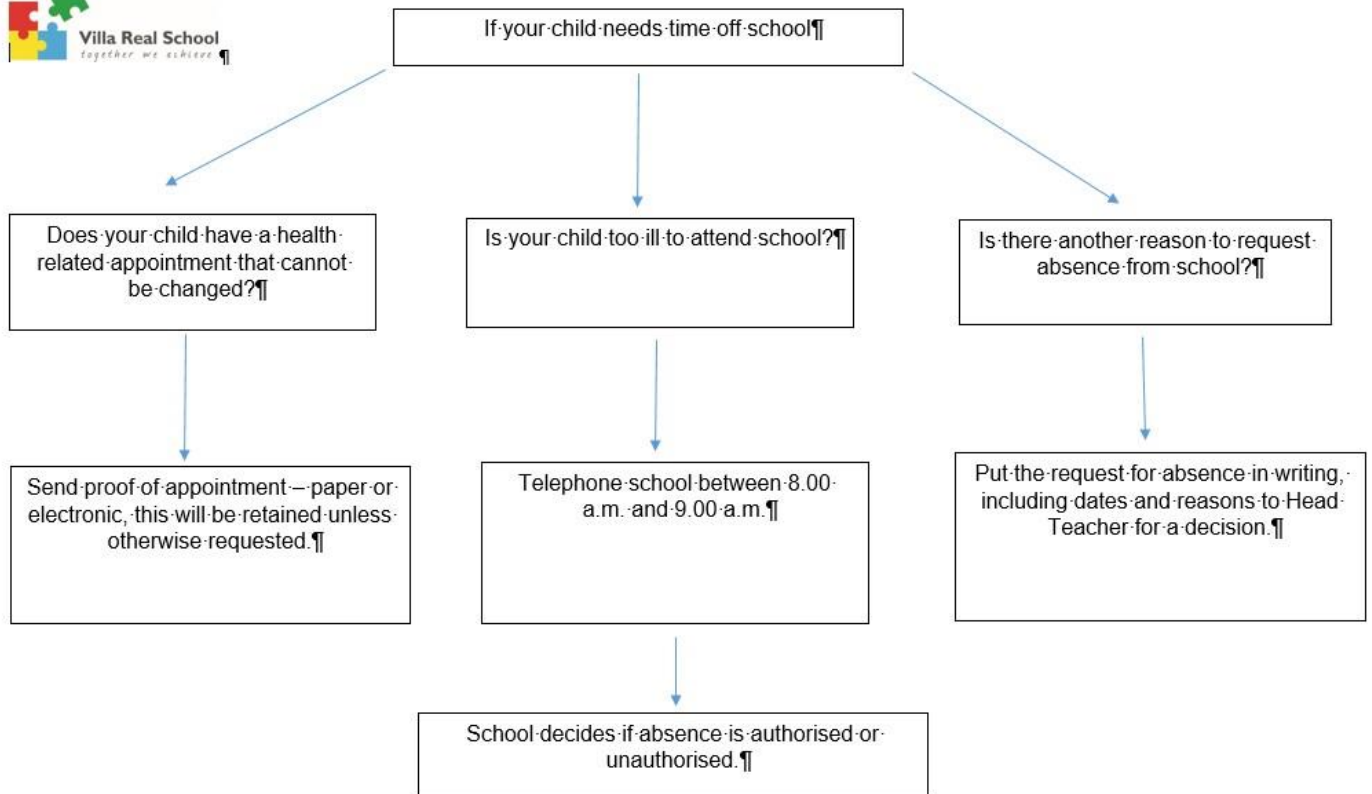 Villa Real School
together we achieve ¶
If·your·child·needs·time·off·school¶
Does·your·child·have·a·health·
related·appointment·that·cannot·
be·changed?¶
Is·your·child·too·ill·to·attend·school?¶
Is·there·another·reason·to·request·
absence·from·school?¶
Send·proof·of·appointment·–·paper·or·
electronic,·this·will·be·retained·unless·
otherwise·requested.¶
Telephone·school·between·8.00·
a.m.·and·9.00·a.m.¶
Put·the·request·for·absence·in·writing,·
including·dates·and·reasons·to·Head·
Teacher·for·a·decision.¶
School·decides·if·absence·is·authorised·or·
unauthorised.¶